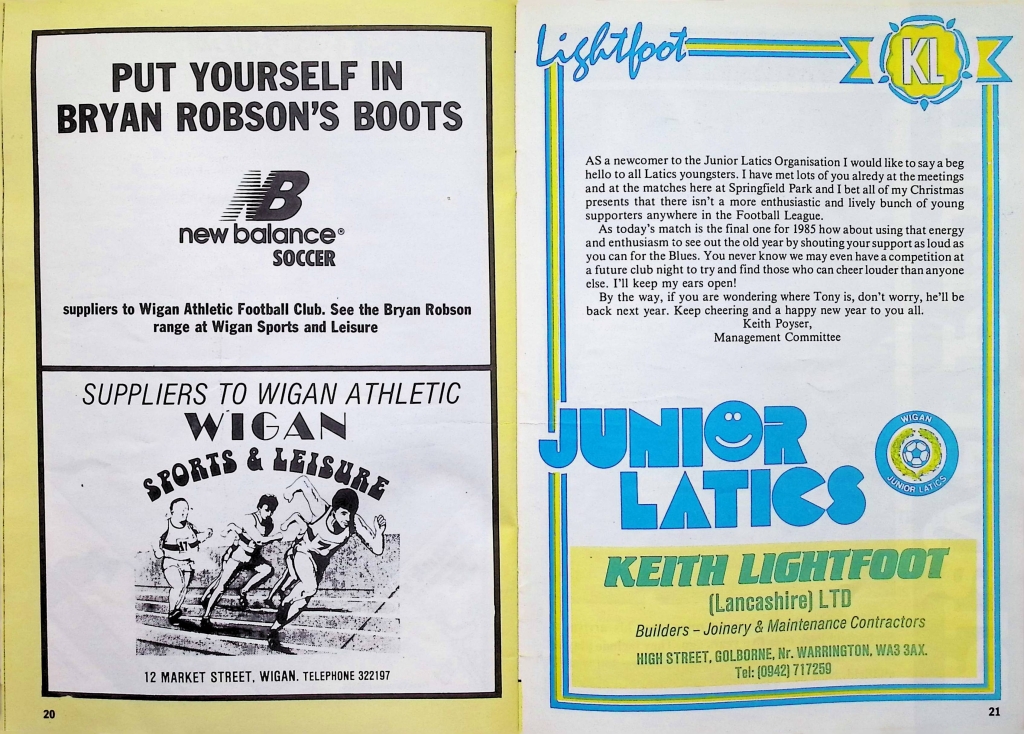 PUT YOURSELF IN
BRYAN ROBSON'S BOOTS
NB
new balance®
SOCCER
suppliers to Wigan Athletic Football Club. See the Bryan Robson
range at Wigan Sports and Leisure
SUPPLIERS TO WIGAN ATHLETIC
WIGAN
SPORTS & LEISURE
12 MARKET STREET, WIGAN. TELEPHONE 322197
20
Lightfoot
KL
AS a newcomer to the Junior Latics Organisation I would like to say a beg
hello to all Latics youngsters. I have met lots of you alredy at the meetings
and at the matches here at Springfield Park and I bet all of my Christmas
presents that there isn't a more enthusiastic and lively bunch of young
supporters anywhere in the Football League.
As today's match is the final one for 1985 how about using that energy
and enthusiasm to see out the old year by shouting your support as loud as
you can for the Blues. You never know we may even have a competition at
a future club night to try and find those who can cheer louder than anyone
else. I'll keep my ears open!
By the way, if you are wondering where Tony is, don't worry, he'll be
back next year. Keep cheering and a happy new year to you all.
Keith Poyser,
Management Committee
JUNIOR
LATICS
WIGAN
JUNIOR LATICS
KEITH LIGHTFOOT
(Lancashire) LTD
Builders – Joinery & Maintenance Contractors
HIGH STREET, GOLBORNE, Nr. WARRINGTON, WA3 3AX.
Tel: (0942) 717259
21